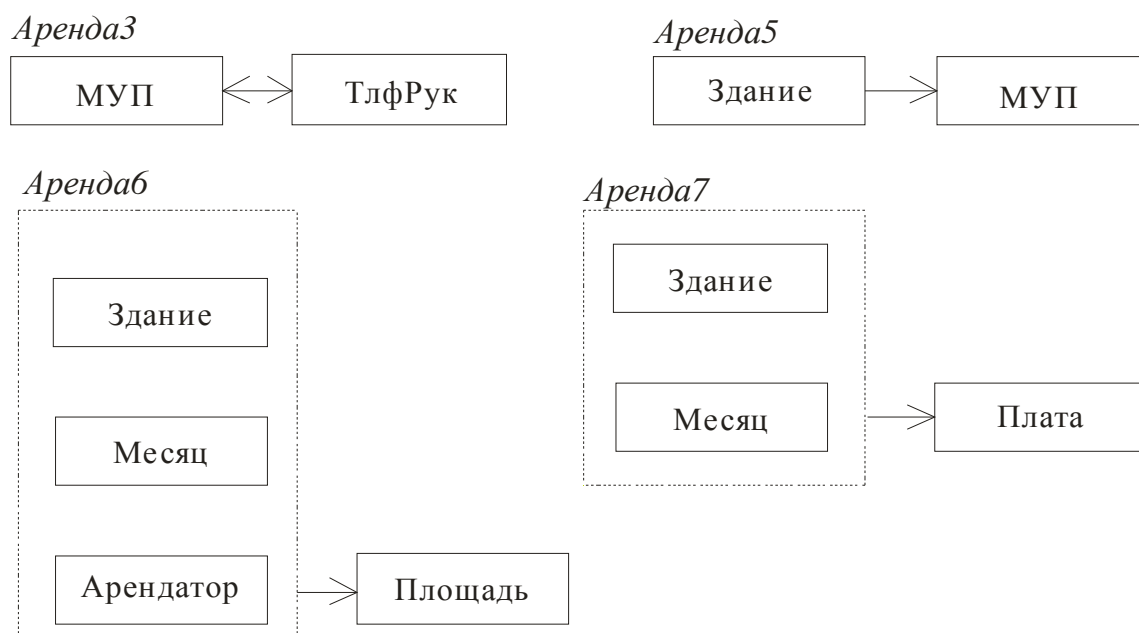 Аренда3
Аренда5
МУП
ТлфРук
Здание
МУП
Аренда6
Аренда7
Здание
Здание
Месяц
Месяц
Плата
Арендатор
Площадь